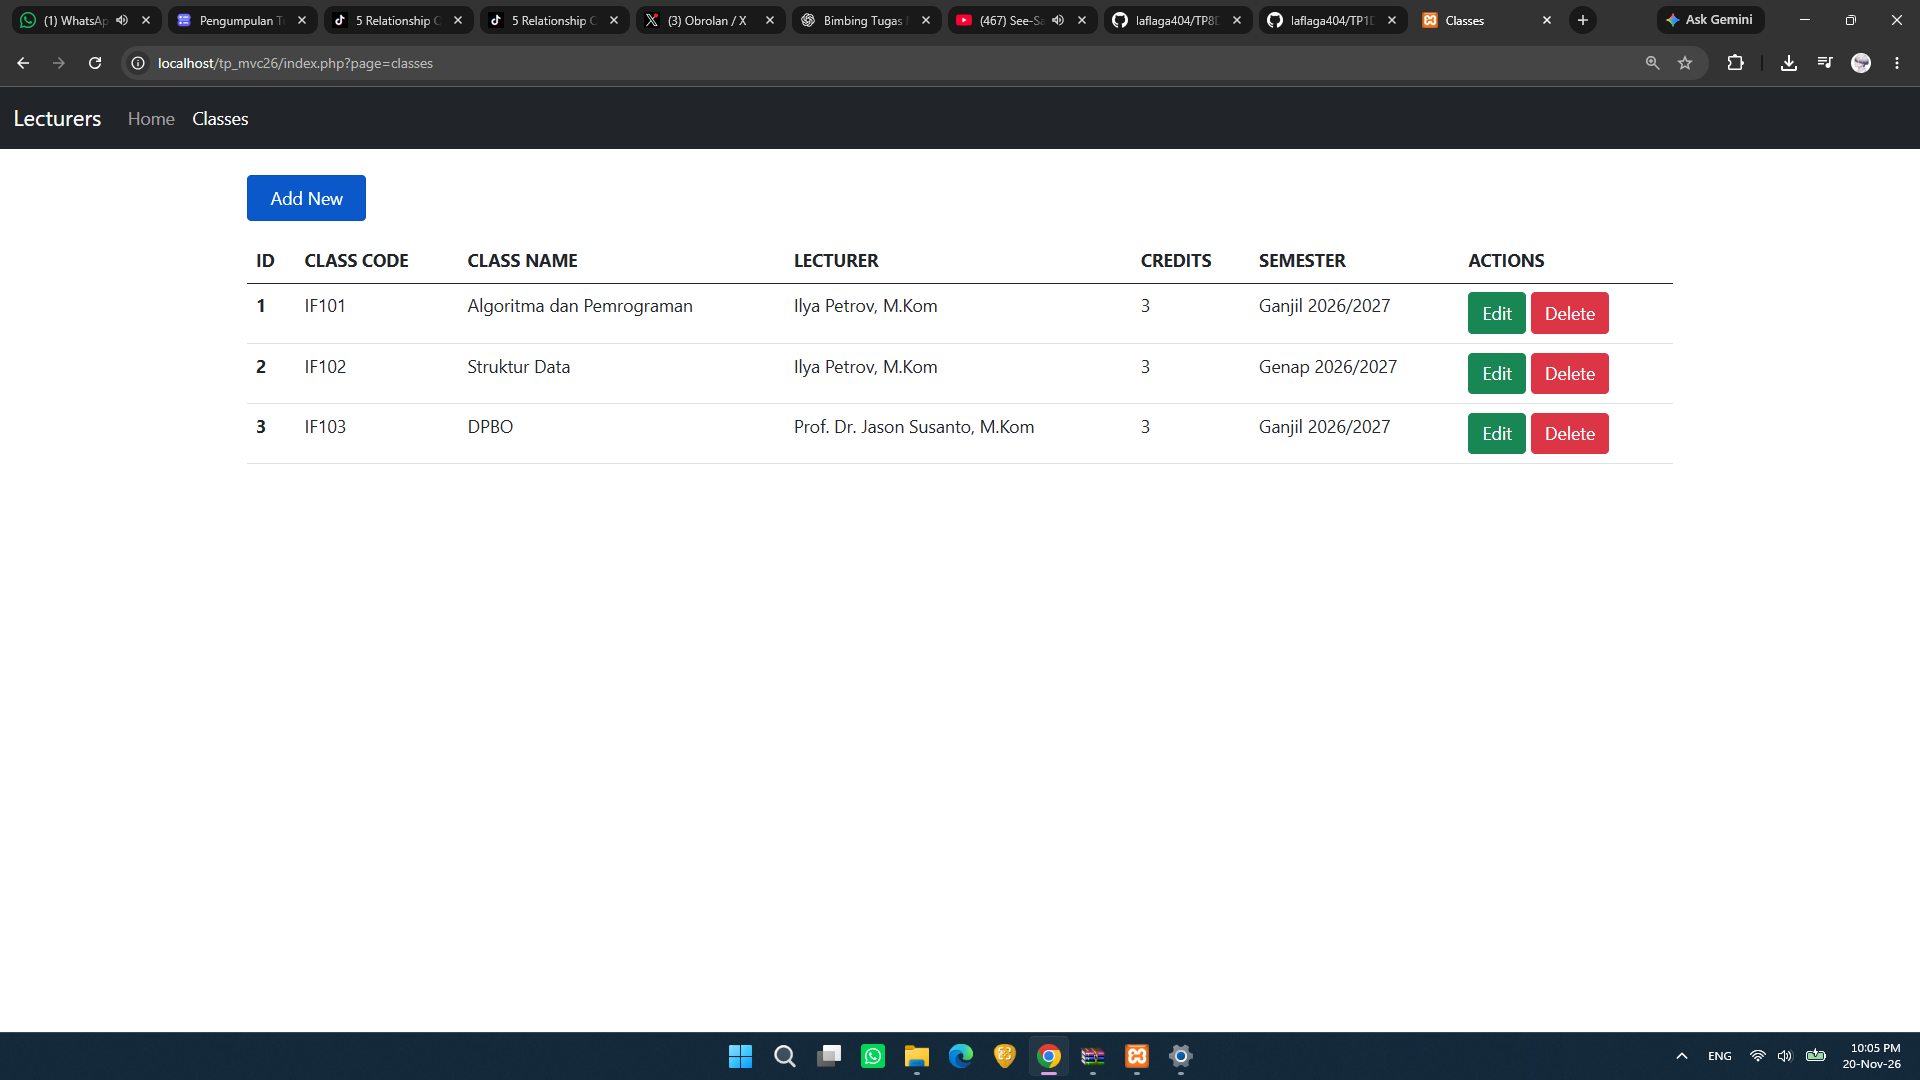 (1) WhatsAp
Pengumpulan Tu
5 Relationship C
5 Relationship C
(3) Obrolan / X
Bimbing Tugas
(467) See-Sa
laflaga404/TP8D
laflaga404/TP1D
Classes
Ask Gemini
localhost/tp_mvc26/index.php?page=classes
Lecturers Home Classes
Add New
ID CLASS CODE CLASS NAME LECTURER CREDITS SEMESTER ACTIONS
1 IF101 Algoritma dan Pemrograman Ilya Petrov, M.Kom 3 Ganjil 2026/2027 Edit Delete
2 IF102 Struktur Data Ilya Petrov, M.Kom 3 Genap 2026/2027 Edit Delete
3 IF103 DPBO Prof. Dr. Jason Susanto, M.Kom 3 Ganjil 2026/2027 Edit Delete
ENG
10:05 PM
20-Nov-26